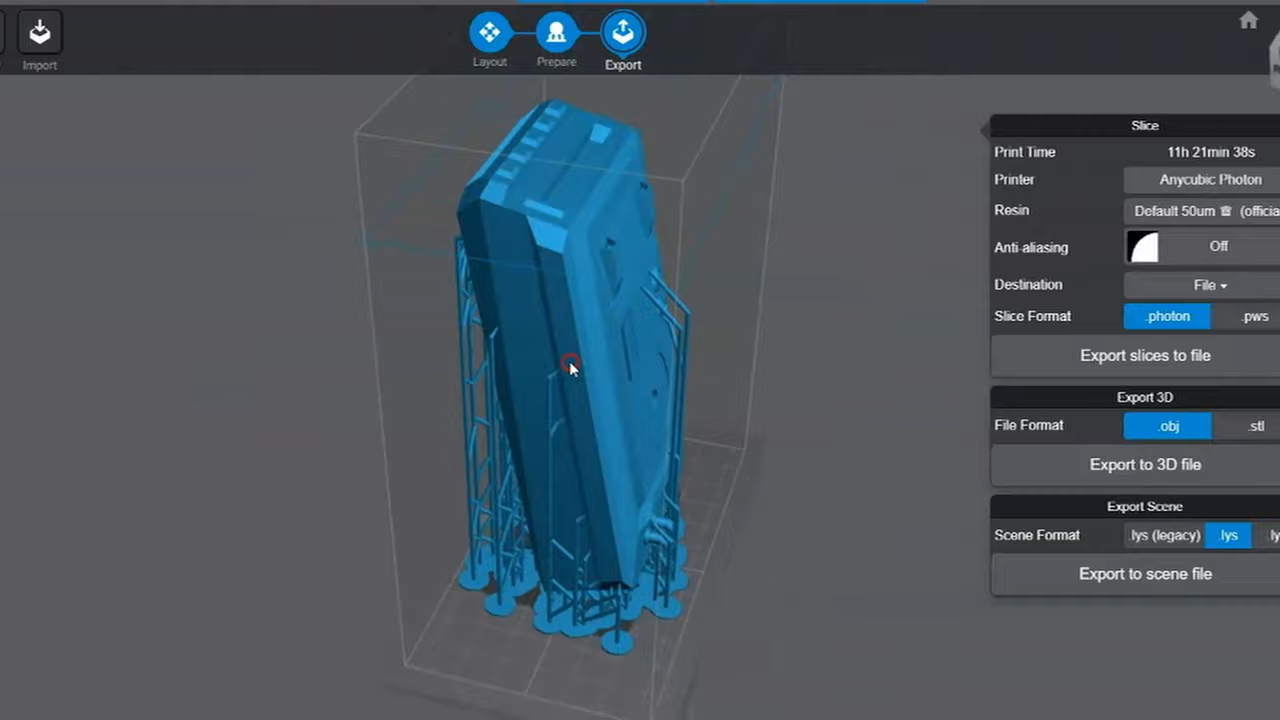 Import
Layout
Prepare
Export
Slice
Print Time 11h 21min 38s
Printer Anycubic Photon
Resin Default 50um (officia
Anti-aliasing Off
Destination File
Slice Format .photon .pws
Export slices to file
Export 3D
File Format .obj .stl
Export to 3D file
Export Scene
Scene Format .lys (legacy) .lys .ly
Export to scene file